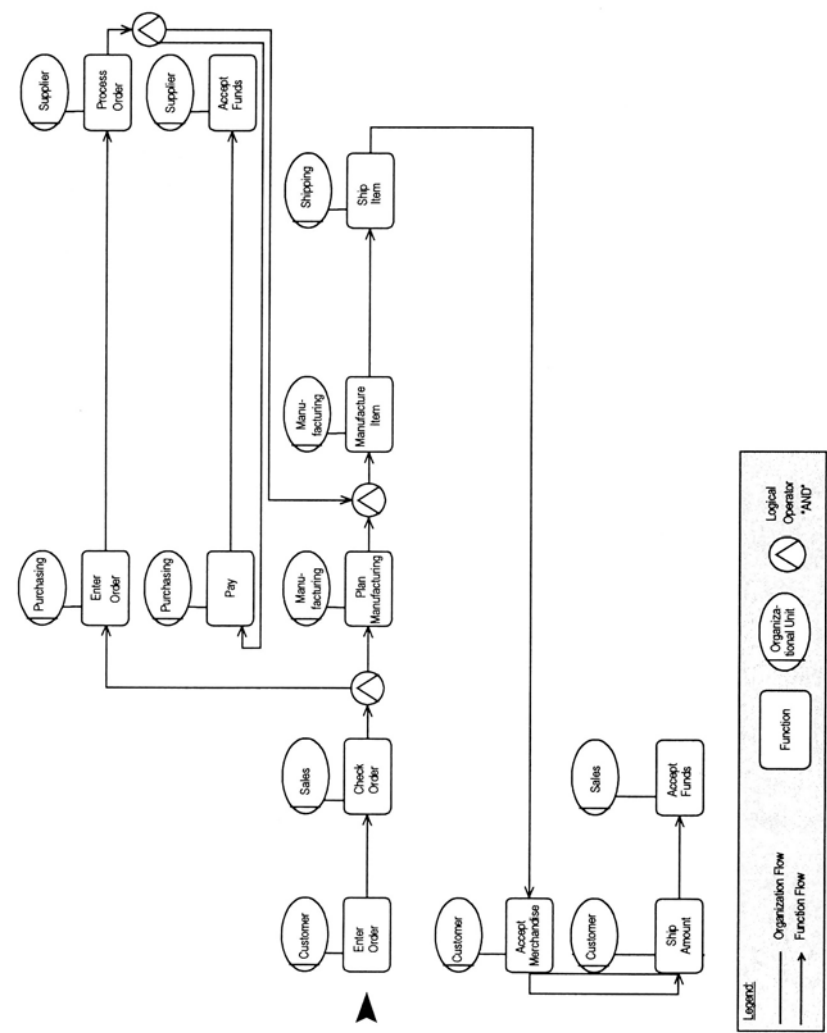 Purchasing
Supplier
Enter
Order
Process
Order
Purchasing
Supplier
Pay
Accept
Funds
Customer
Sales
Manu-
facturing
Manu-
facturing
Shipping
Enter
Order
Check
Order
Plan
Manufacturing
Manufacture
Item
Ship
Item
Customer
Accept
Merchandise
Customer
Sales
Ship
Amount
Accept
Funds
Legend:
Organization Flow
Function Flow
Function
Organiza-
tional Unit
Logical
Operator
"AND"